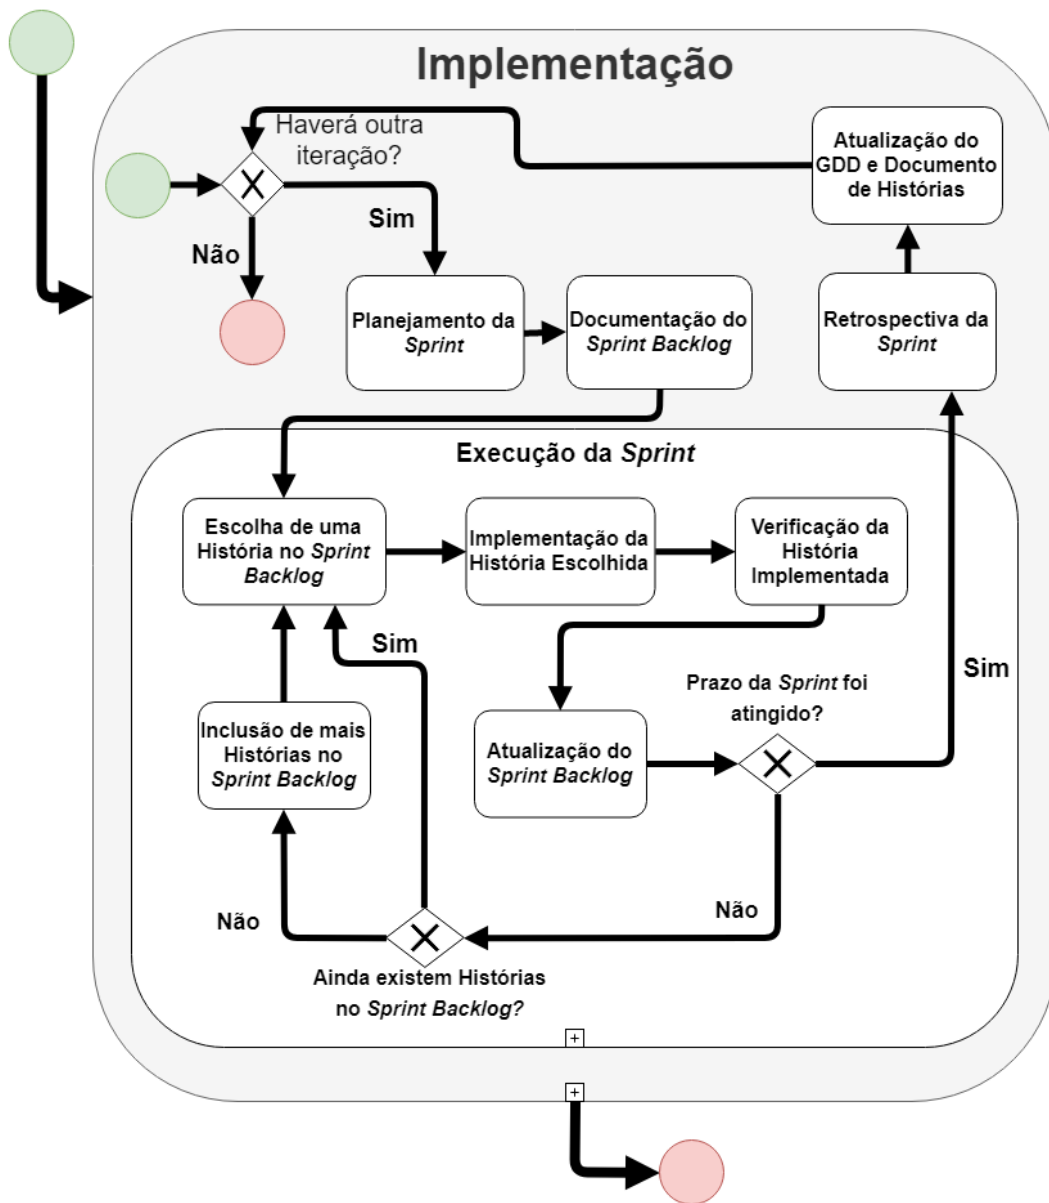 Implementação
Haverá outra
iteração?
Atualização do
GDD e Documento
de Histórias
Sim
Não
Planejamento da
Sprint
Documentação do
Sprint Backlog
Retrospectiva da
Sprint
Execução da Sprint
Escolha de uma
História no Sprint
Backlog
Implementação da
História Escolhida
Verificação da
História
Implementada
Sim
Sim
Prazo da Sprint foi
atingido?
Inclusão de mais
Histórias no
Sprint Backlog
Atualização do
Sprint Backlog
Não
Não
Ainda existem Histórias
no Sprint Backlog?